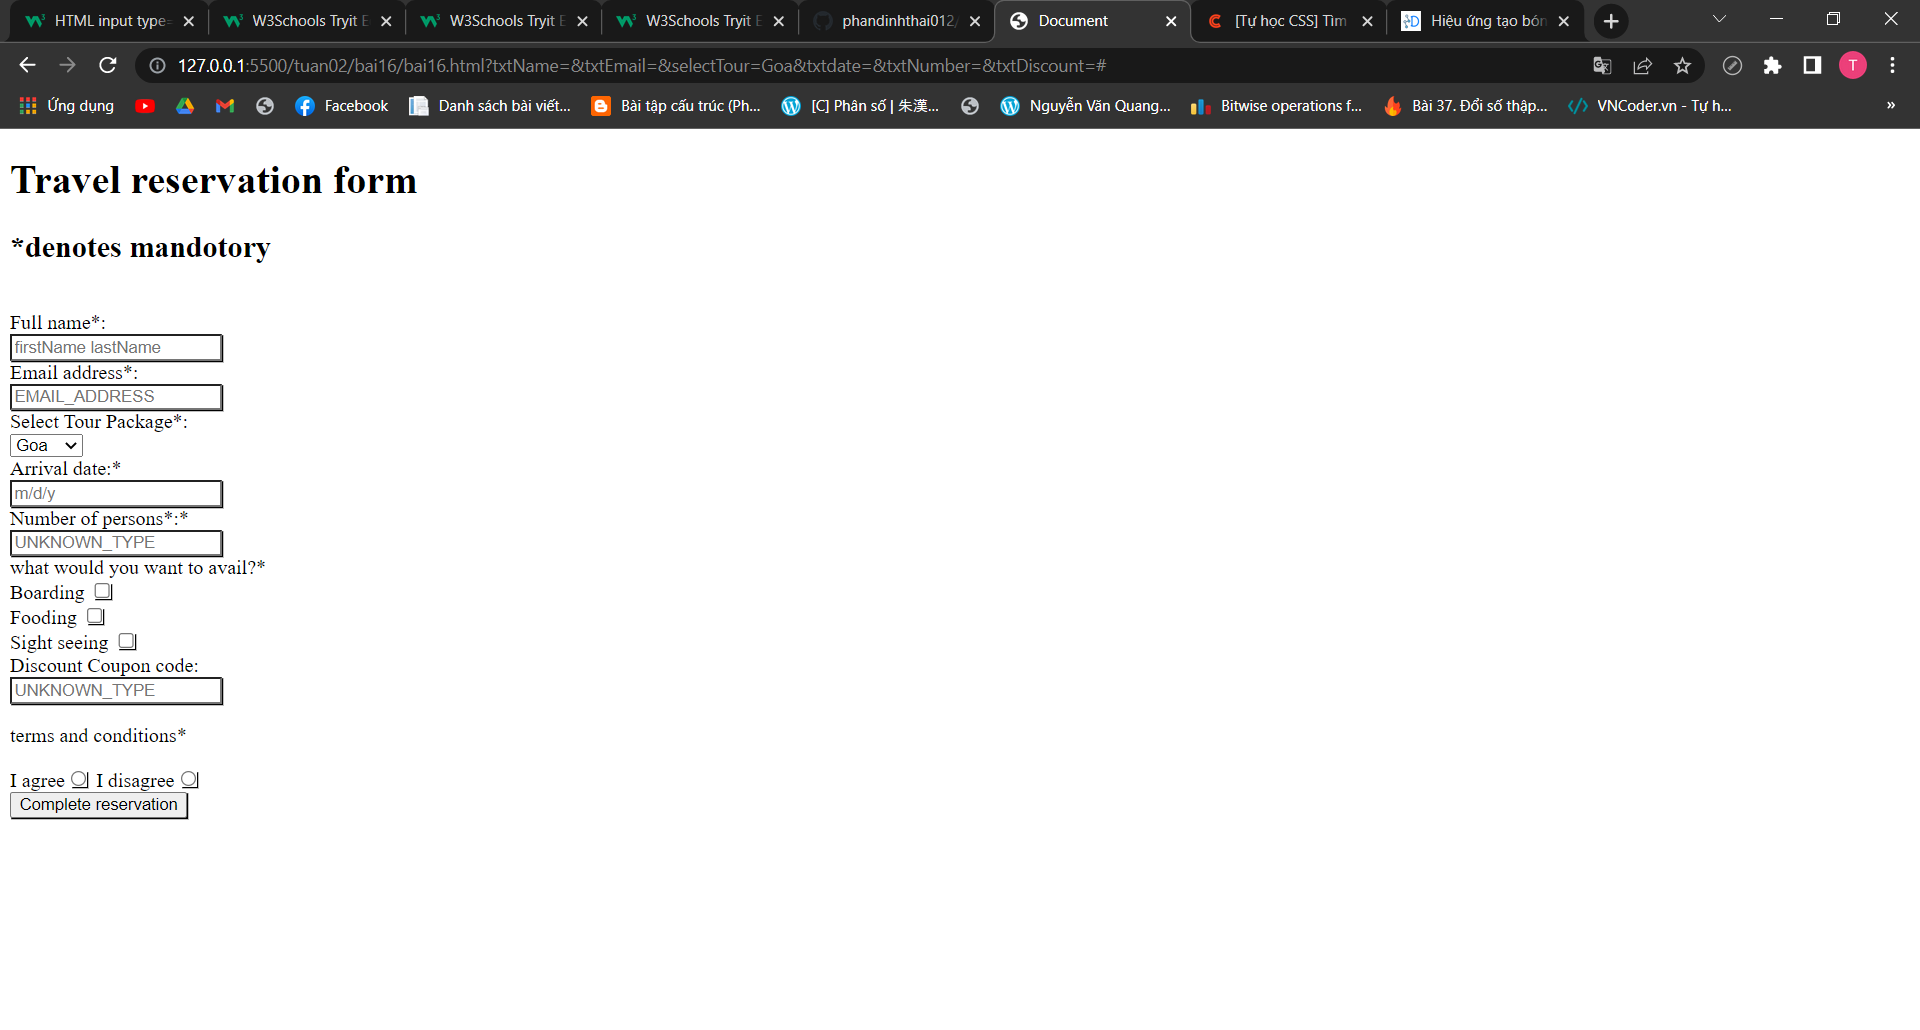 HTML input type=
W3Schools Tryit E
W3Schools Tryit E
W3Schools Tryit E
phandinhthai012/
Document
[Tự học CSS] Tìm
Hiệu ứng tạo bón
127.0.0.1:5500/tuan02/bai16/bai16.html?txtName=&txtEmail=&selectTour=Goa&txtdate=&txtNumber=&txtDiscount=#
T
Ứng dụng
Facebook
Danh sách bài viết...
Bài tập cấu trúc (Ph...
[C] Phân số | 朱漢...
Nguyễn Văn Quang...
Bitwise operations f...
Bài 37. Đổi số thập...
VNCoder.vn - Tự h...
»
Travel reservation form
*denotes mandotory
Full name*:
firstName lastName
Email address*:
EMAIL_ADDRESS
Select Tour Package*:
Goa
Arrival date:*
m/d/y
Number of persons*:*
UNKNOWN_TYPE
what would you want to avail?*
Boarding
Fooding
Sight seeing
Discount Coupon code:
UNKNOWN_TYPE
terms and conditions*
I agree I disagree
Complete reservation